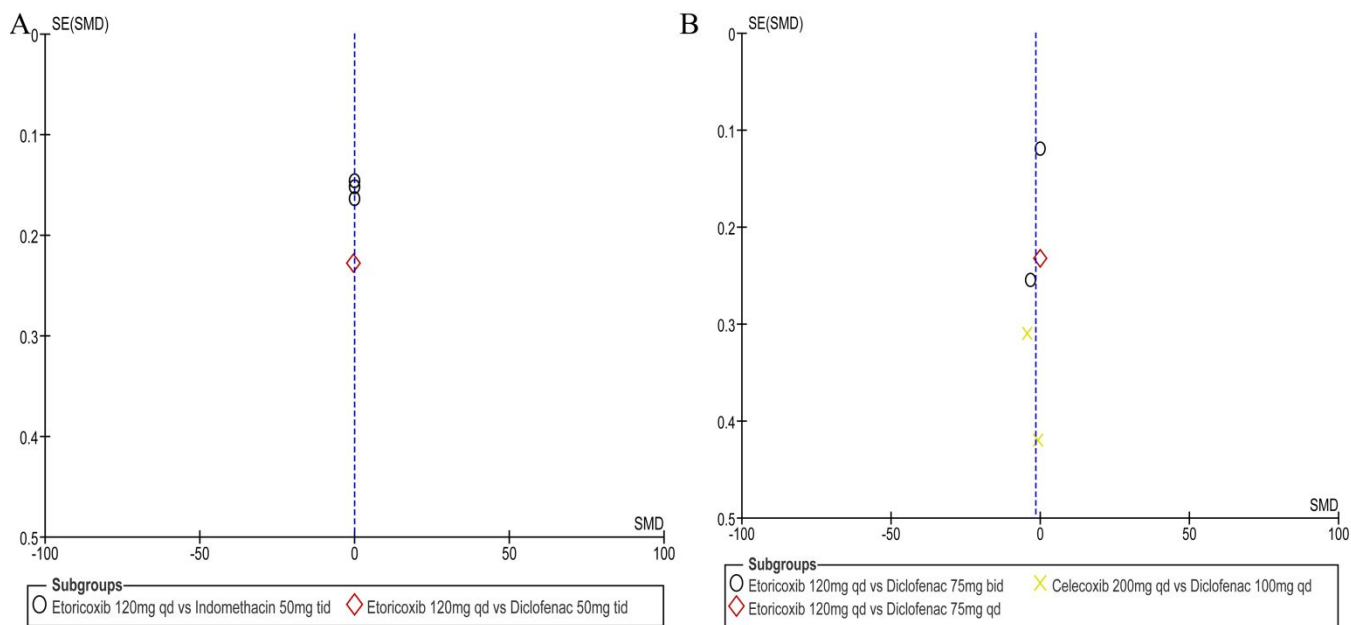 A
SE(SMD)
0
0.1
0.2
0.3
0.4
0.5
-100
-50
0
50
100
SMD
Subgroups
Etoricoxib 120mg qd vs Indomethacin 50mg tid
Etoricoxib 120mg qd vs Diclofenac 50mg tid
B
SE(SMD)
0
0.1
0.2
0.3
0.4
0.5
-100
-50
0
50
100
SMD
Subgroups
Etoricoxib 120mg qd vs Diclofenac 75mg bid
Celecoxib 200mg qd vs Diclofenac 100mg qd
Etoricoxib 120mg qd vs Diclofenac 75mg qd